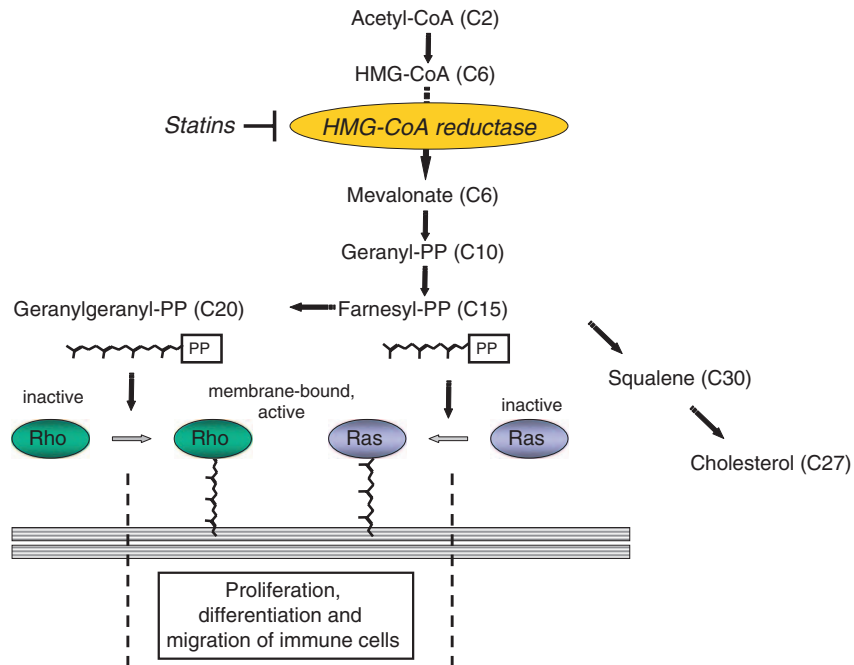 Acetyl-CoA (C2)
HMG-CoA (C6)
Statins
HMG-CoA reductase
Mevalonate (C6)
Geranyl-PP (C10)
Geranylgeranyl-PP (C20)
Farnesyl-PP (C15)
PP
PP
Squalene (C30)
inactive
membrane-bound,
active
inactive
Rho
Rho
Ras
Ras
Cholesterol (C27)
Proliferation,
differentiation and
migration of immune cells